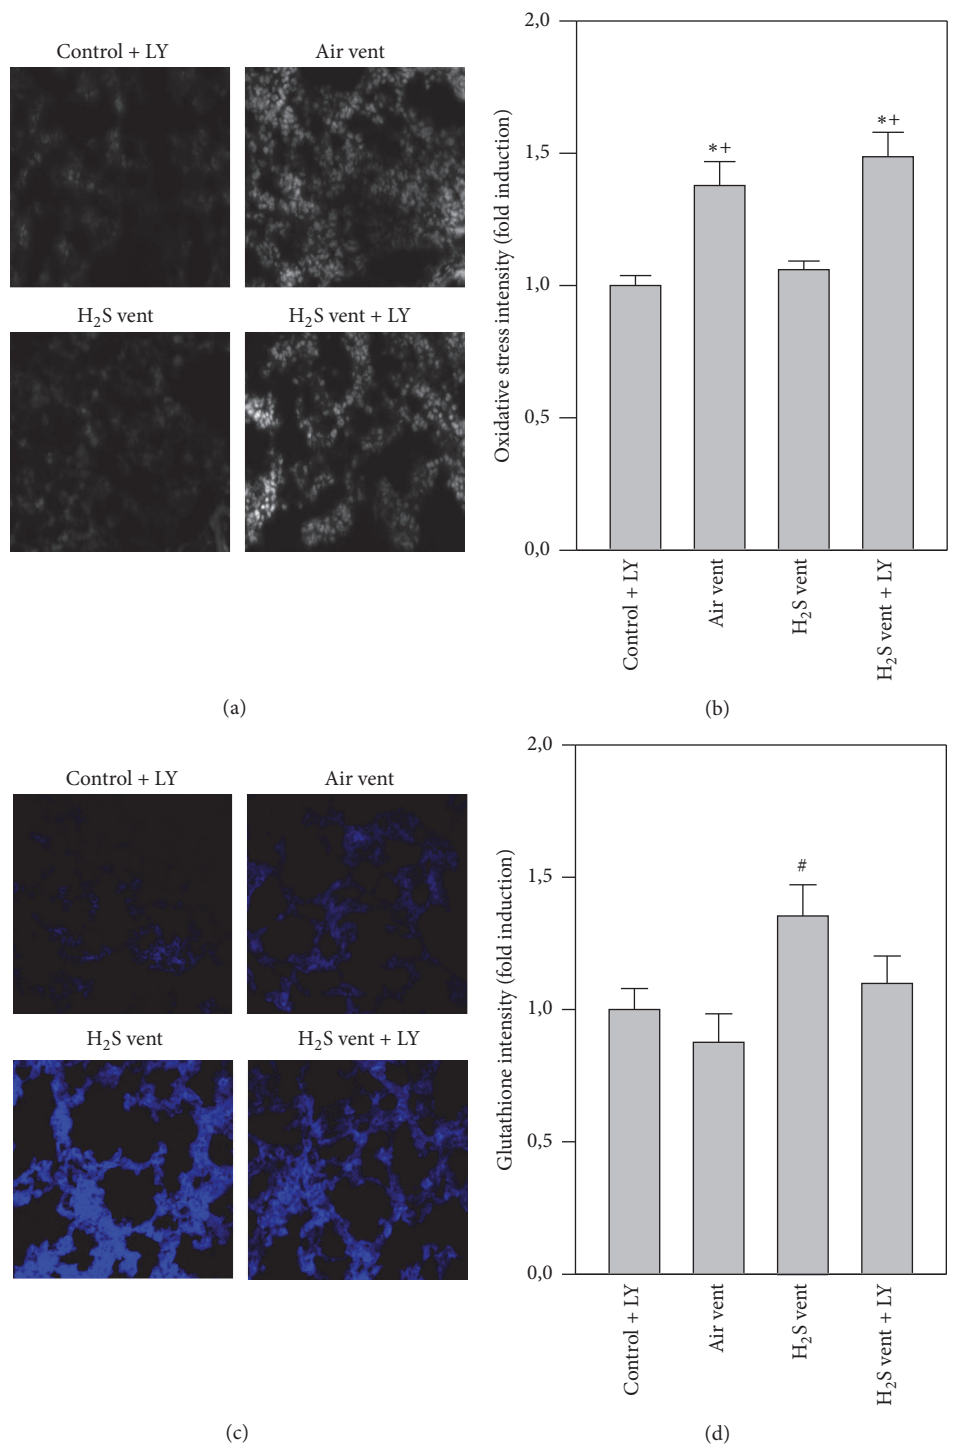 Control + LY
Air vent
H₂S vent
H₂S vent + LY
(a)
Oxidative stress intensity (fold induction)
2,0
1,5
1,0
0,5
0,0
*+
*+
Control + LY
Air vent
H₂S vent
H₂S vent + LY
(b)
Control + LY
Air vent
H₂S vent
H₂S vent + LY
(c)
Glutathione intensity (fold induction)
2,0
1,5
1,0
0,5
0,0
#
Control + LY
Air vent
H₂S vent
H₂S vent + LY
(d)